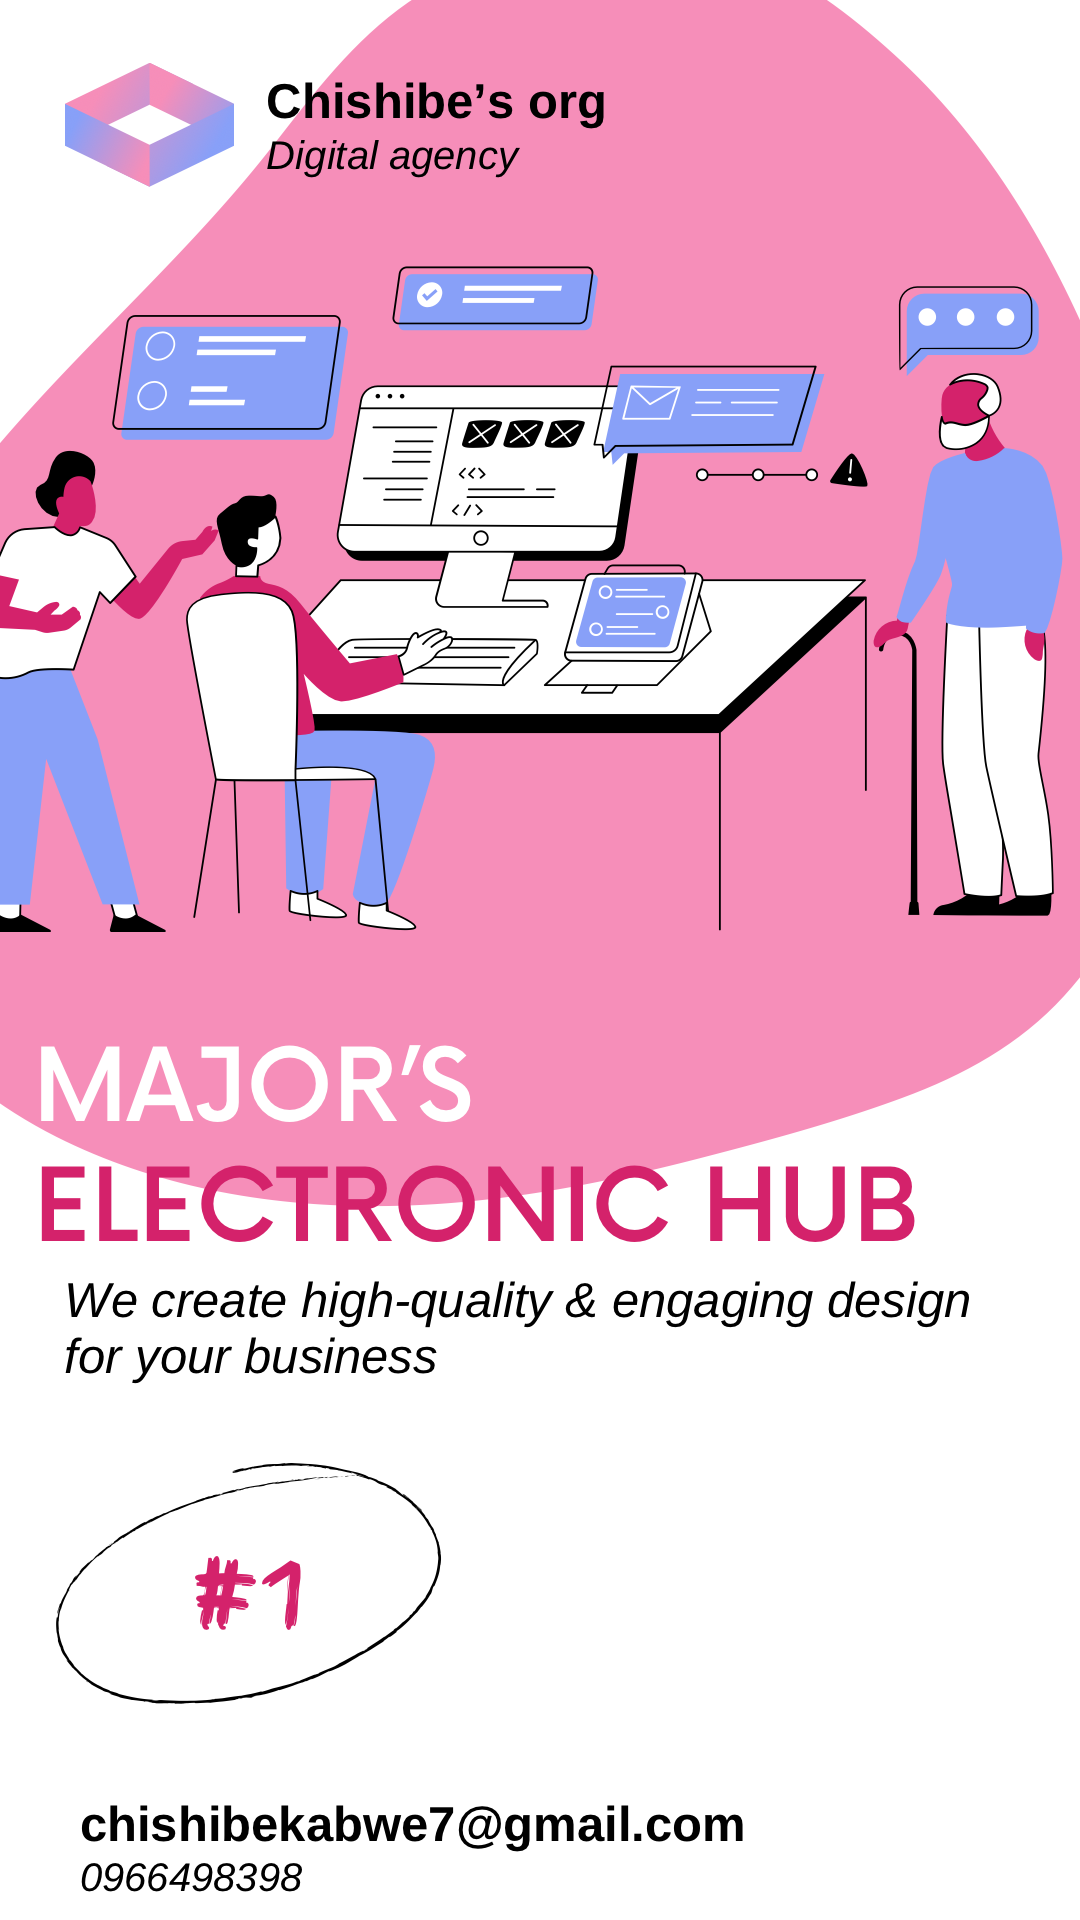 Chishibe’s org
Digital agency
MAJOR’S
ELECTRONIC HUB
We create high-quality & engaging design
for your business
#1
chishibekabwe7@gmail.com
0966498398